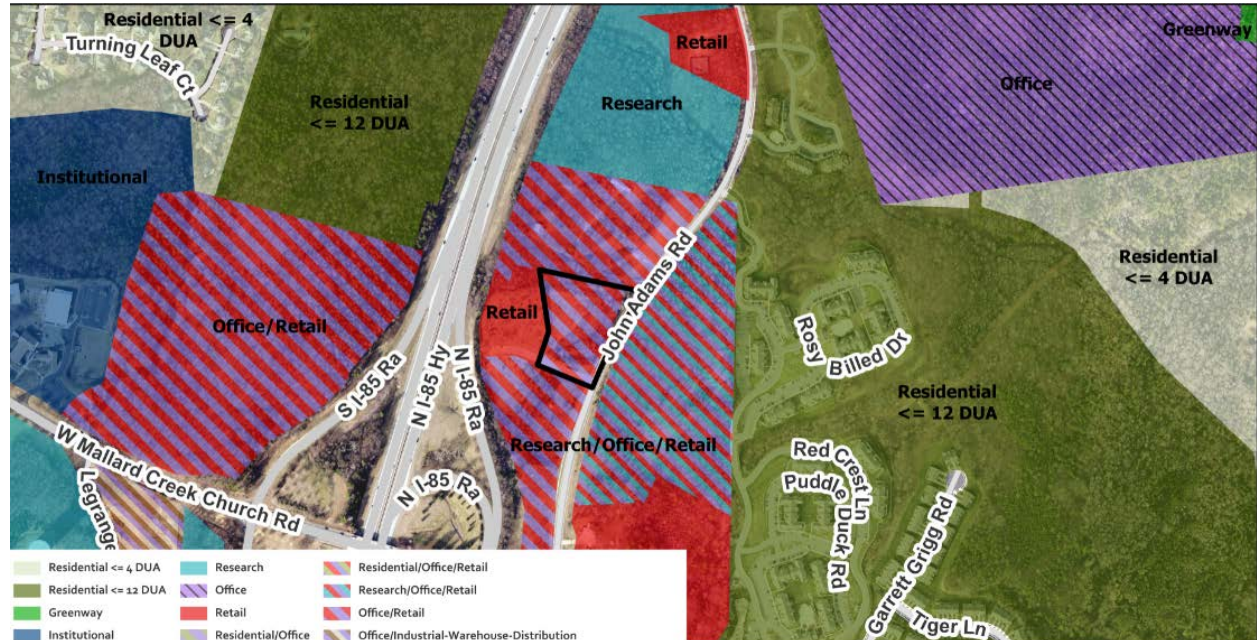 Residential <= 4
DUA
Turning Leaf Ct
Residential
<= 12 DUA
Institutional
Retail
Research
Greenway
Office
Residential
<= 4 DUA
Office/Retail
Retail
John Adams Rd
S I-85 Ra
N I-85 Hy
N I-85 Ra
N I-85 Ra
Research/Office/Retail
Rosy Billed Dr
Residential
<= 12 DUA
W Mallard Creek Church Rd
Legrange
Red Crest Ln
Puddle Duck Rd
Garrett Grigg Rd
Tiger Ln
Residential <= 4 DUA
Research
Residential/Office/Retail
Residential <= 12 DUA
Office
Research/Office/Retail
Greenway
Retail
Office/Retail
Institutional
Residential/Office
Office/Industrial-Warehouse-Distribution